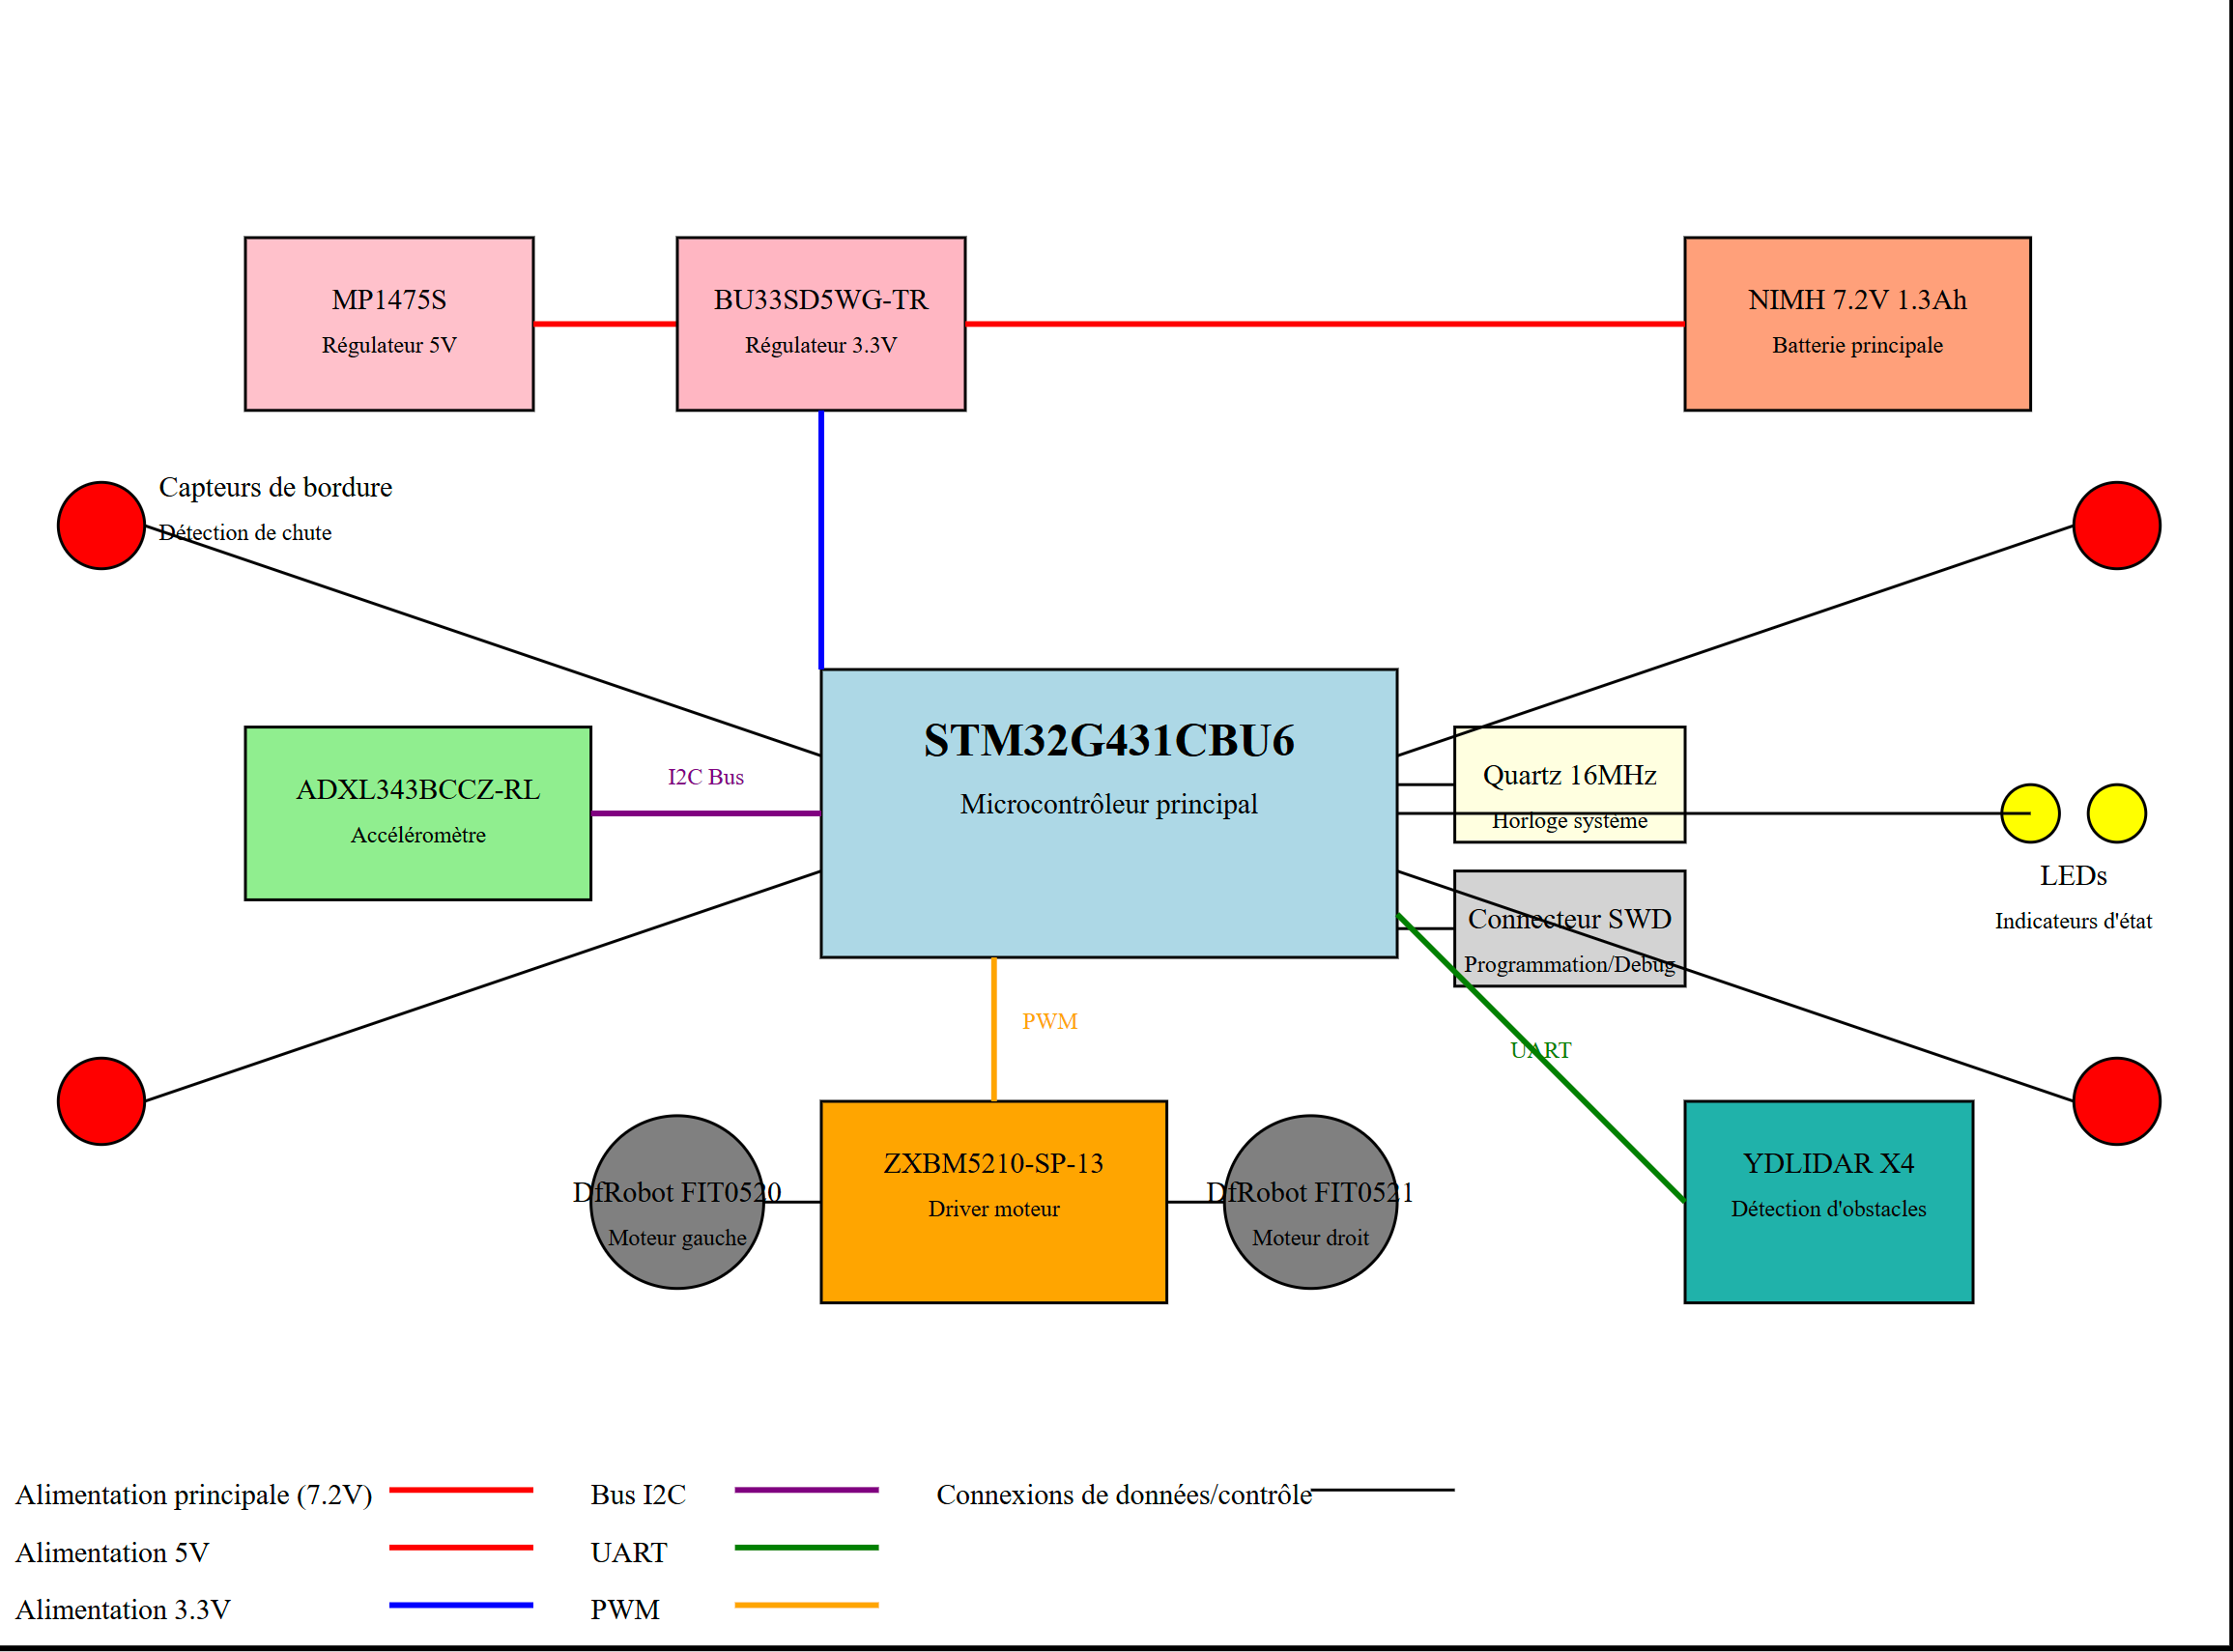 MP1475S
Régulateur 5V
BU33SD5WG-TR
Régulateur 3.3V
NIMH 7.2V 1.3Ah
Batterie principale
Capteurs de bordure
Détection de chute
STM32G431CBU6
Microcontrôleur principal
ADXL343BCCZ-RL
Accéléromètre
I2C Bus
Quartz 16MHz
Horloge système
LEDs
Indicateurs d'état
Connecteur SWD
Programmation/Debug
PWM
UART
DfRobot FIT0520
Moteur gauche
ZXBM5210-SP-13
Driver moteur
DfRobot FIT0521
Moteur droit
YDLIDAR X4
Détection d'obstacles
Alimentation principale (7.2V)
Alimentation 5V
Alimentation 3.3V
Bus I2C
UART
PWM
Connexions de données/contrôle